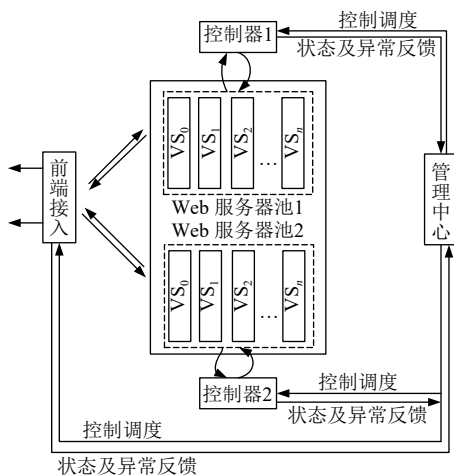 控制器1
控制调度
状态及异常反馈
VS0
VS1
VS2
…
VSn
前端接入
管理中心
Web 服务器池1
Web 服务器池2
VS0
VS1
VS2
…
VSn
控制器2
控制调度
状态及异常反馈
控制调度
状态及异常反馈